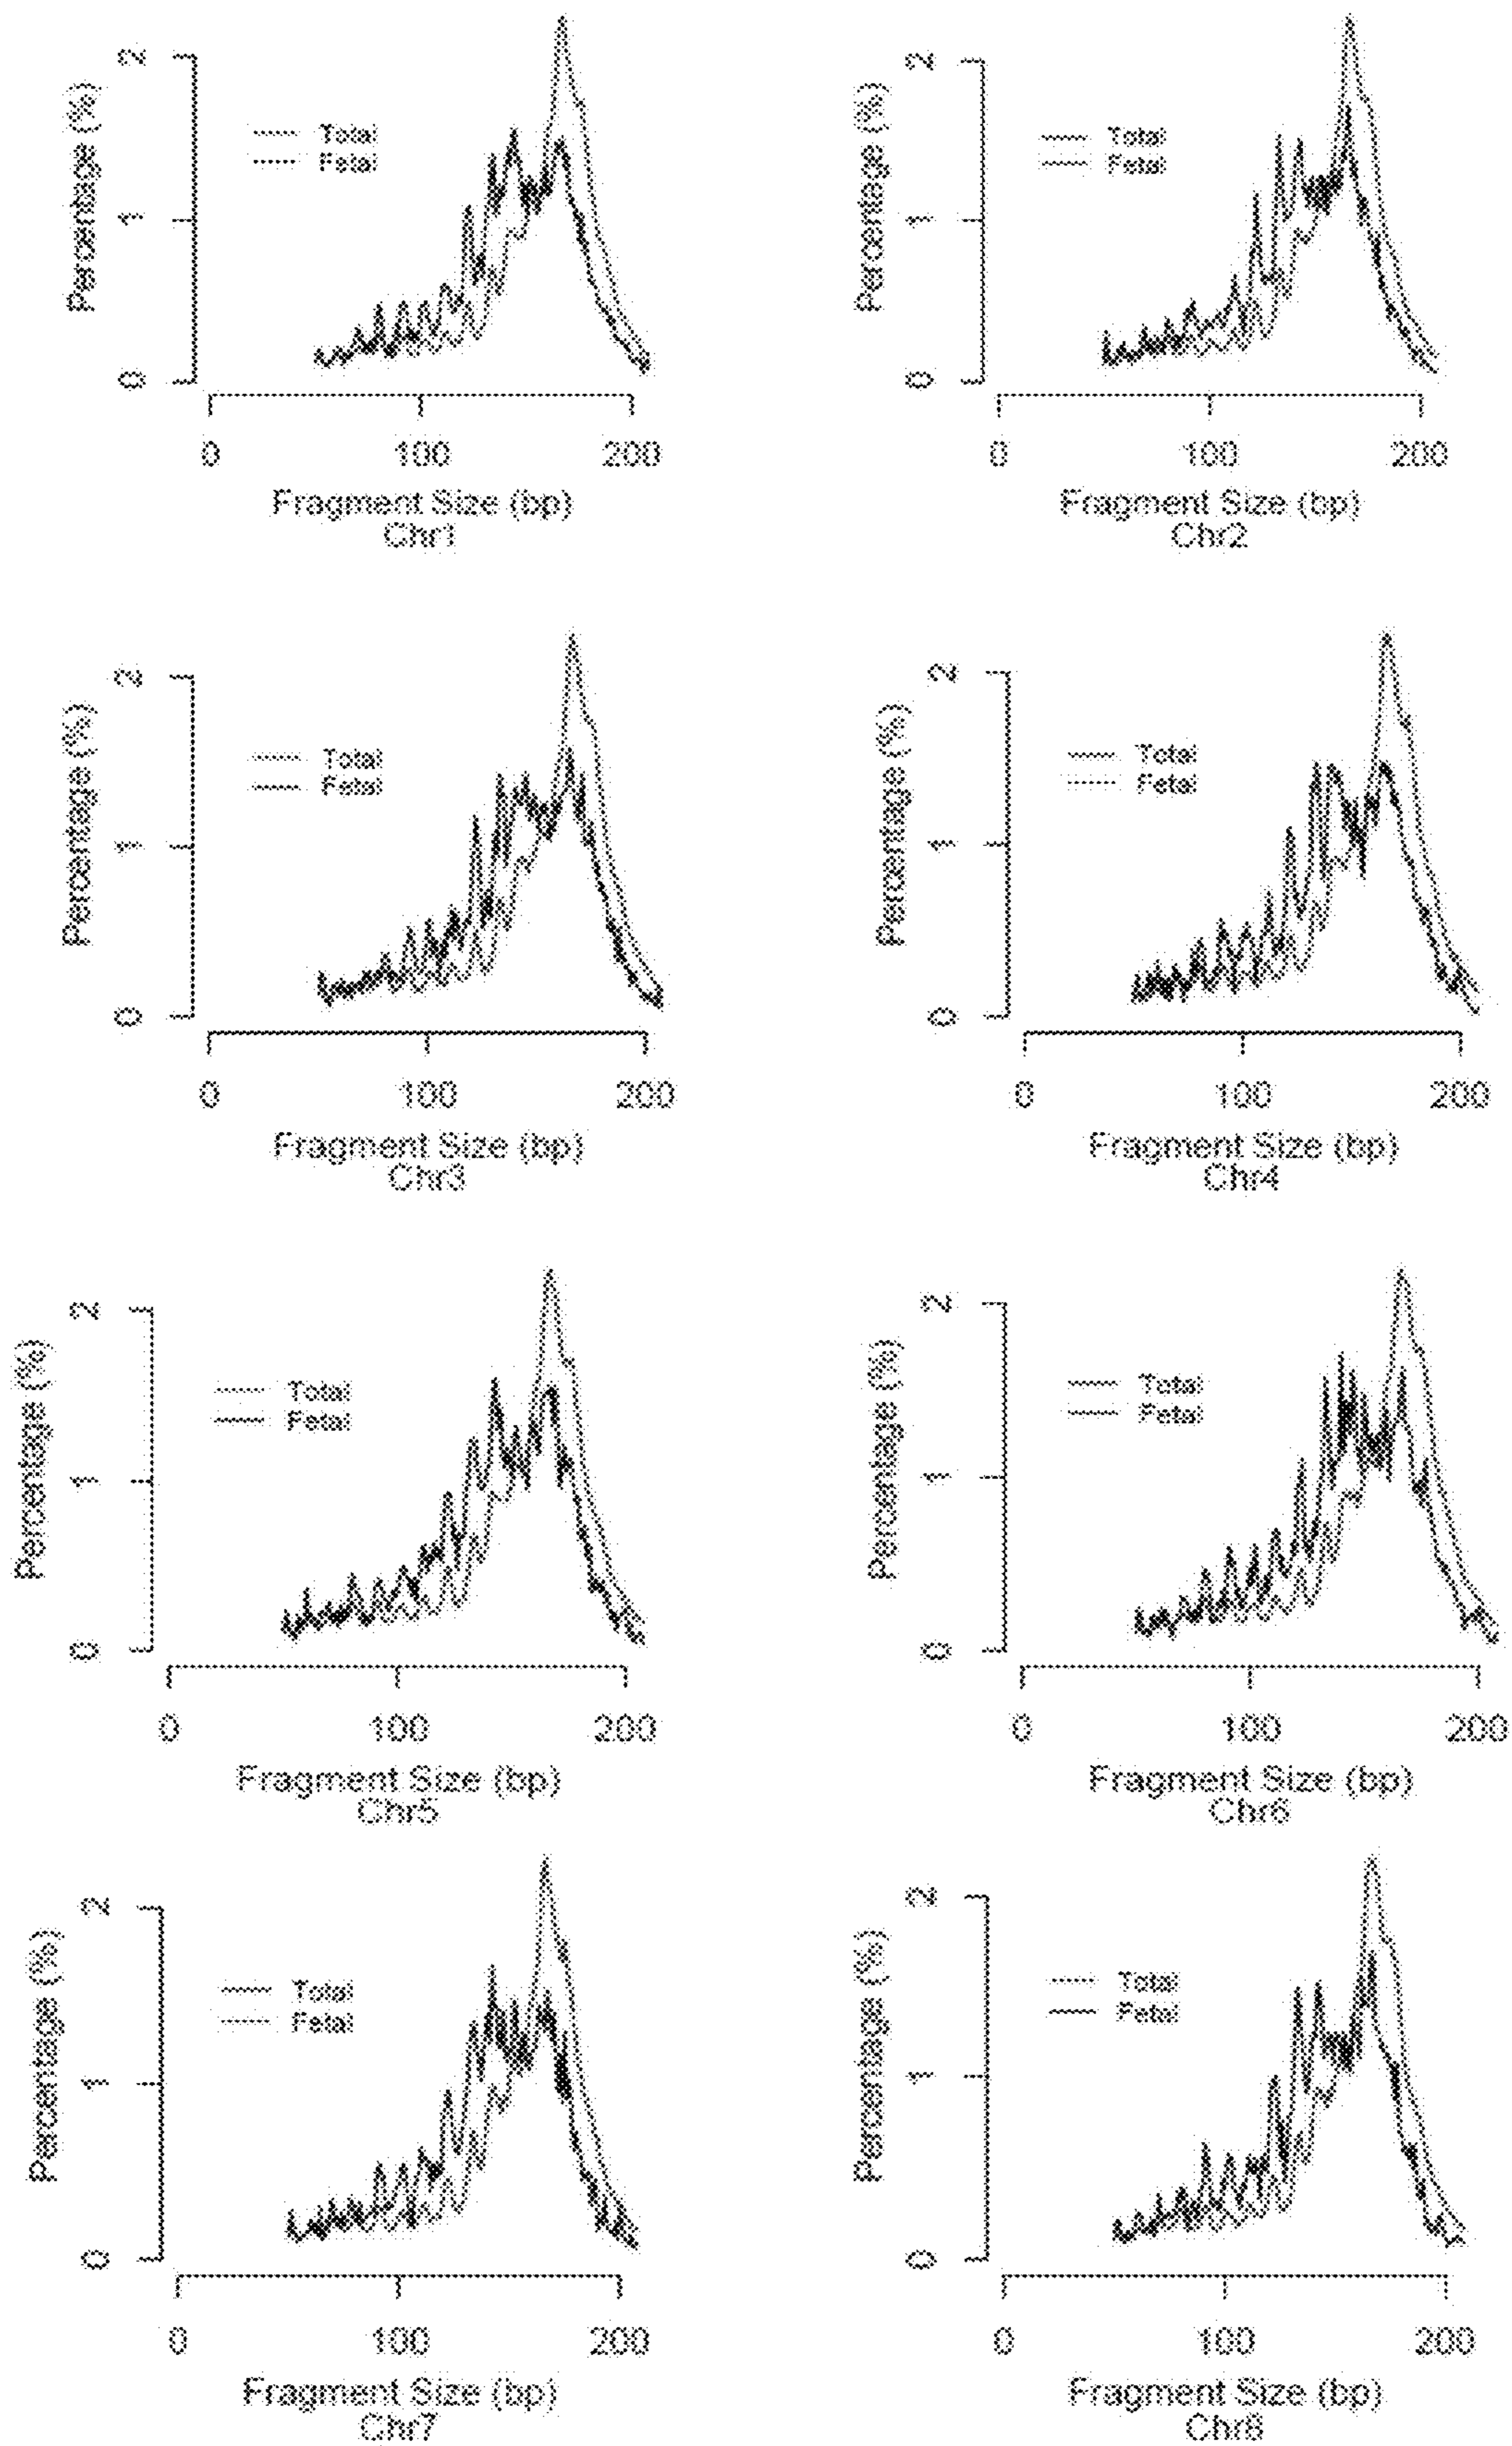 Percentage (%)
2
1
0
Total
Fetal
0 100 200
Fragment Size (bp)
Chr1
Percentage (%)
2
1
0
Total
Fetal
0 100 200
Fragment Size (bp)
Chr2
Percentage (%)
2
1
0
Total
Fetal
0 100 200
Fragment Size (bp)
Chr3
Percentage (%)
2
1
0
Total
Fetal
0 100 200
Fragment Size (bp)
Chr4
Percentage (%)
2
1
0
Total
Fetal
0 100 200
Fragment Size (bp)
Chr5
Percentage (%)
2
1
0
Total
Fetal
0 100 200
Fragment Size (bp)
Chr6
Percentage (%)
2
1
0
Total
Fetal
0 100 200
Fragment Size (bp)
Chr7
Percentage (%)
2
1
0
Total
Fetal
0 100 200
Fragment Size (bp)
Chr8